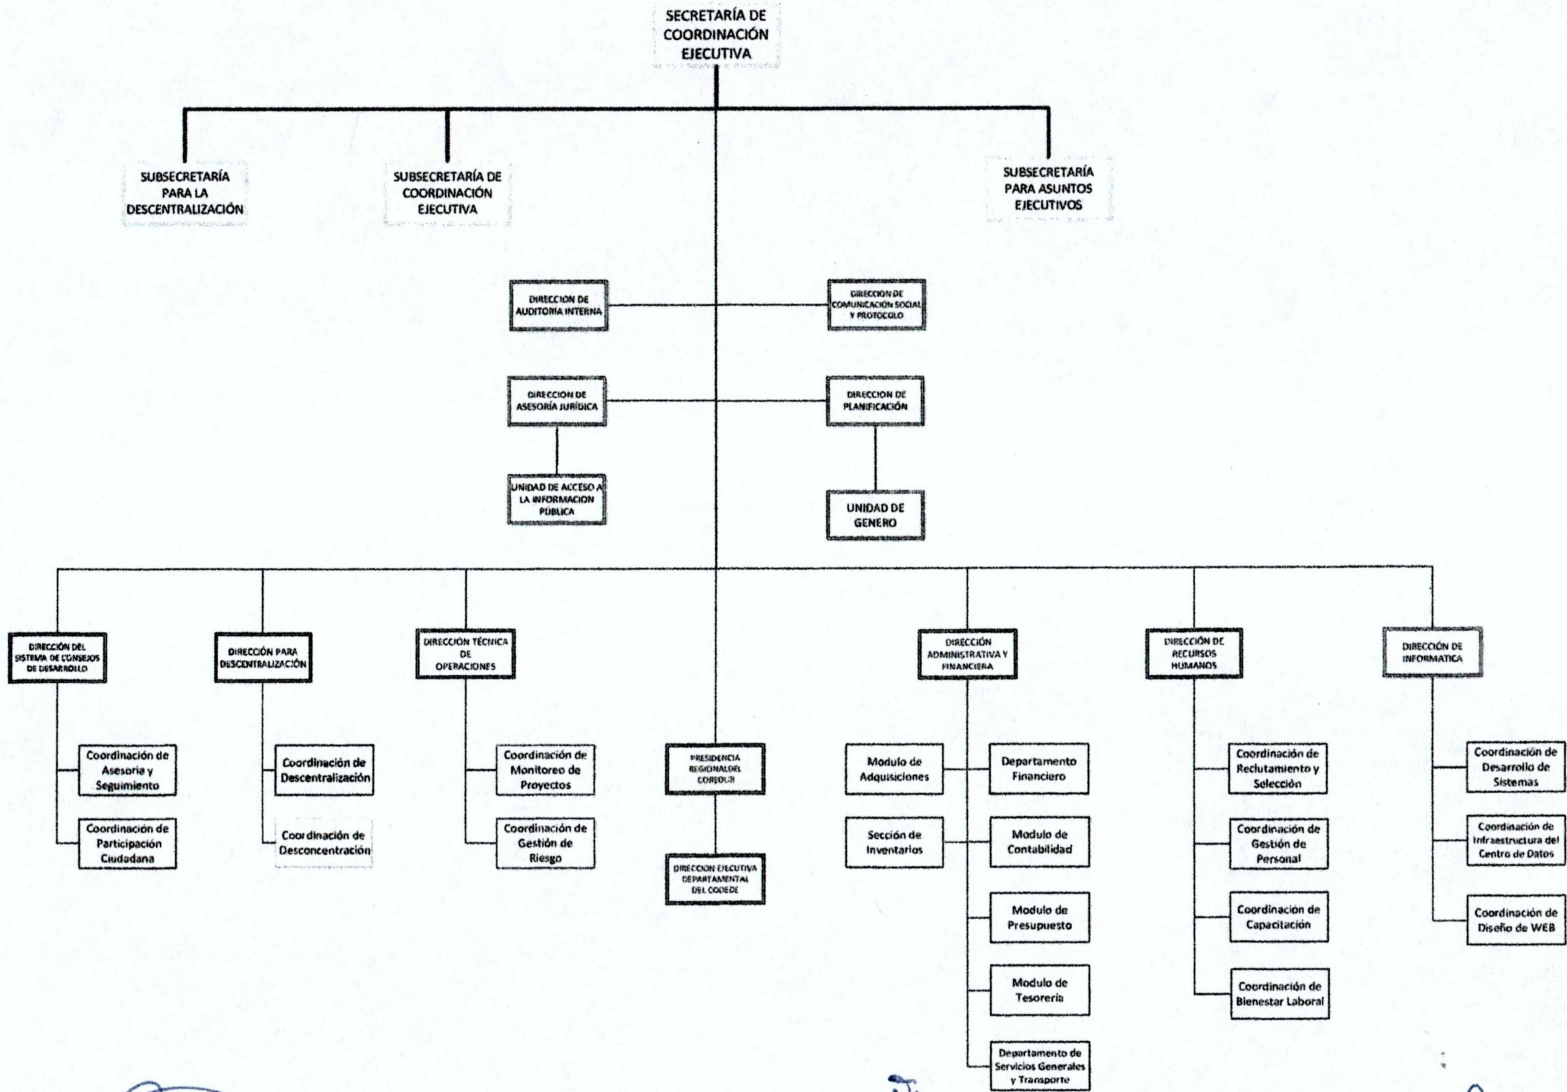 SECRETARÍA DE
COORDINACIÓN
EJECUTIVA
SUBSECRETARÍA
PARA LA
DESCENTRALIZACIÓN
SUBSECRETARÍA DE
COORDINACIÓN
EJECUTIVA
SUBSECRETARÍA
PARA ASUNTOS
EJECUTIVOS
DIRECCION DE
AUDITORIA INTERNA
DIRECCION DE
COMUNICACION SOCIAL
Y PROTOCOLO
DIRECCION DE
ASESORÍA JURÍDICA
DIRECCION DE
PLANIFICACIÓN
UNIDAD DE ACCESO A
LA INFORMACION
PÚBLICA
UNIDAD DE
GENERO
DIRECCIÓN DEL
SISTEMA DE CONSEJOS
DE DESARROLLO
DIRECCIÓN PARA
DESCENTRALIZACIÓN
DIRECCIÓN TÉCNICA
DE
OPERACIONES
DIRECCIÓN
ADMINISTRATIVA Y
FINANCIERA
DIRECCIÓN DE
RECURSOS
HUMANOS
DIRECCIÓN DE
INFORMATICA
Coordinación de
Asesoria y
Seguimiento
Coordinación de
Participación
Ciudadana
Coordinación de
Descentralización
Coordinación de
Desconcentración
Coordinación de
Monitoreo de
Proyectos
Coordinación de
Gestión de
Riesgo
PRESIDENCIA
REGIONALDEL
DIRECCION EJECUTIVA
DEPARTAMENTAL
DEL CODEDE
Modulo de
Adquisiciones
Departamento
Financiero
Sección de
Inventarios
Modulo de
Contabilidad
Modulo de
Presupuesto
Modulo de
Tesorería
Departamento de
Servicios Generales
y Transporte
Coordinación de
Reclutamiento y
Selección
Coordinación de
Gestión de
Personal
Coordinación de
Capacitación
Coordinación de
Bienestar Laboral
Coordinación de
Desarrollo de
Sistemas
Coordinación de
Infraestructura del
Centro de Datos
Coordinación de
Diseño de WEB